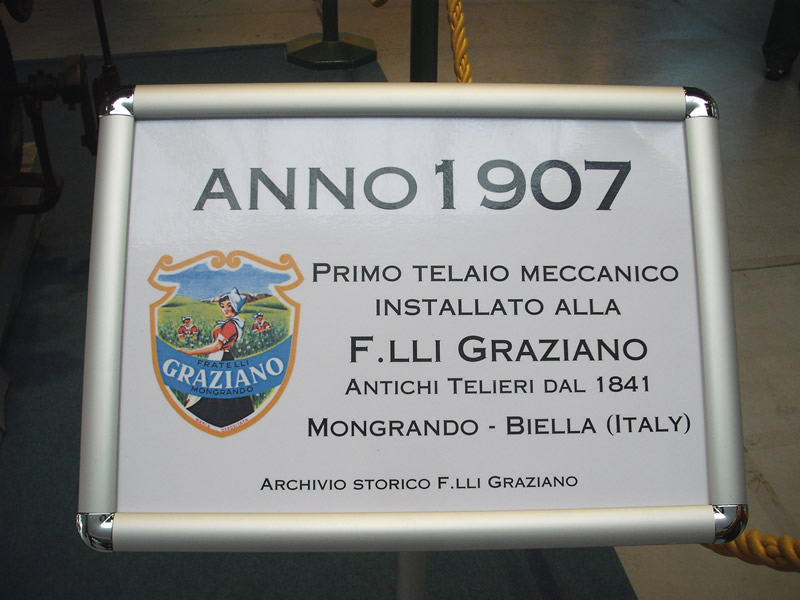 ANNO 1907
PRIMO TELAIO MECCANICO
INSTALLATO ALLA
F.LLI GRAZIANO
ANTICHI TELIERI DAL 1841
MONGRANDO - BIELLA (ITALY)
FRATELLI
GRAZIANO
MONGRANDO
ARCHIVIO STORICO F.LLI GRAZIANO